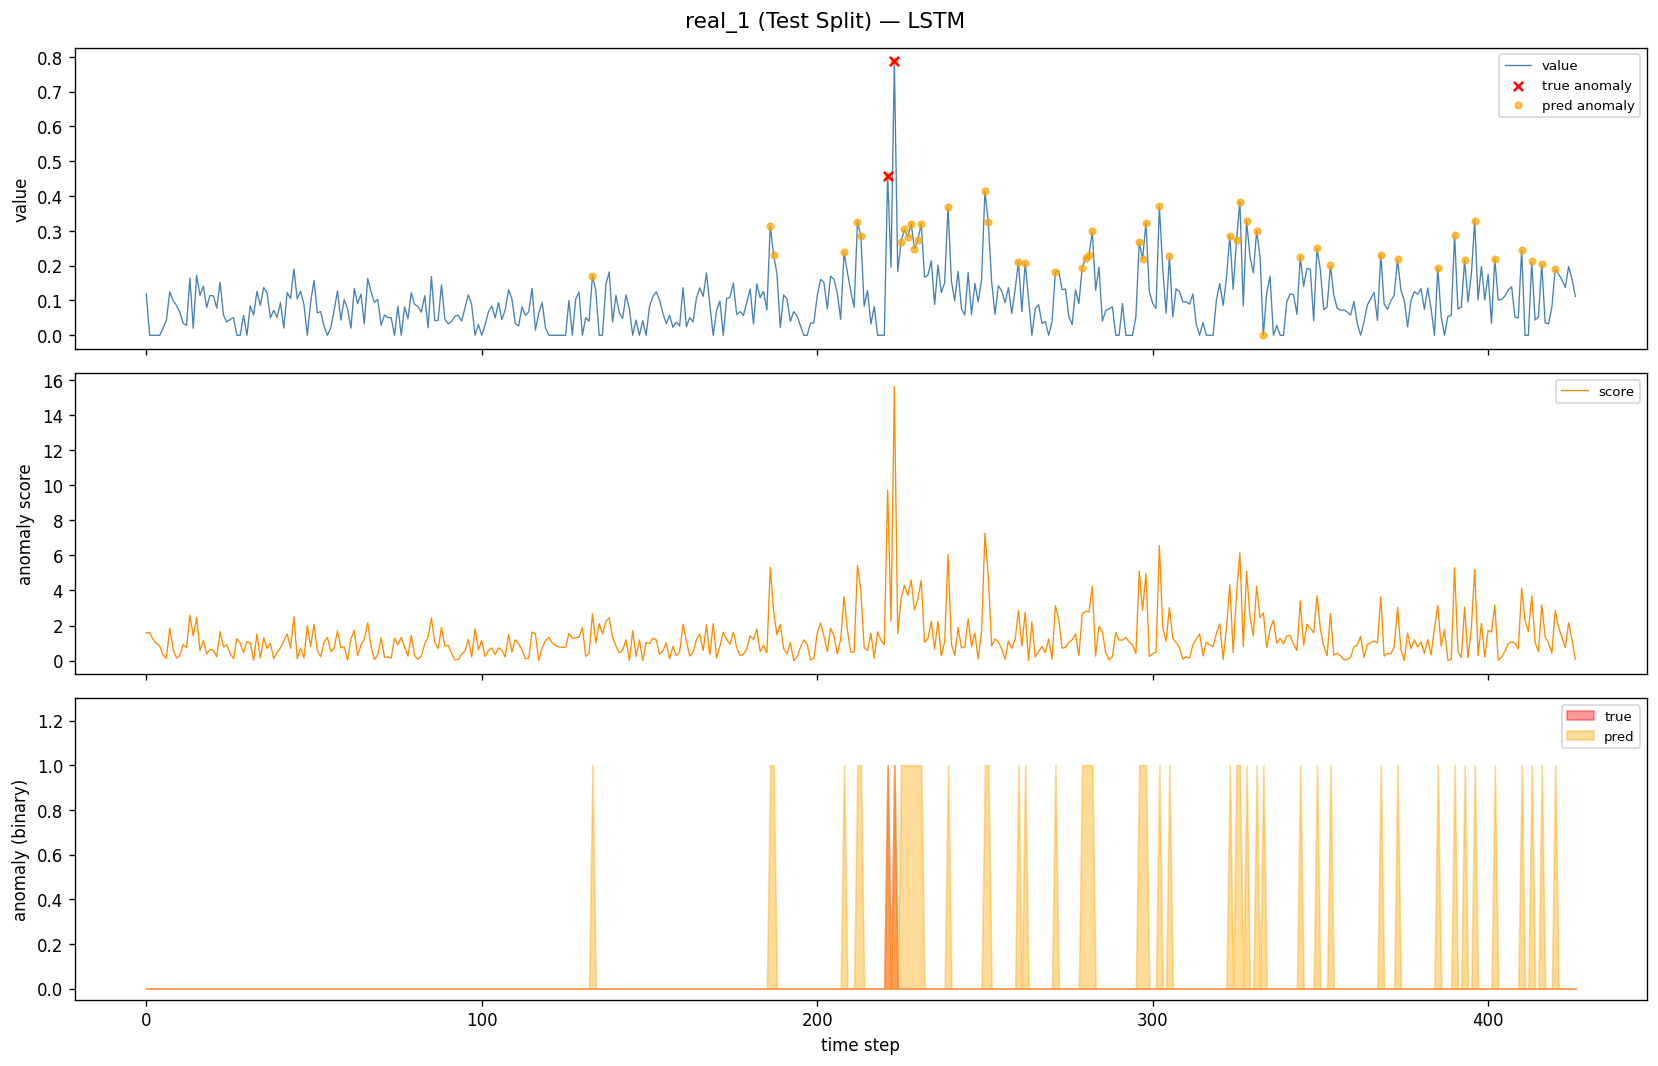 real_1 (Test Split) — LSTM
0.8
0.7
0.6
0.5
0.4
0.3
0.2
0.1
0.0
value
value
true anomaly
pred anomaly
16
14
12
10
8
6
4
2
0
anomaly score
score
1.2
1.0
0.8
0.6
0.4
0.2
0.0
anomaly (binary)
true
pred
0 100 200 300 400
time step